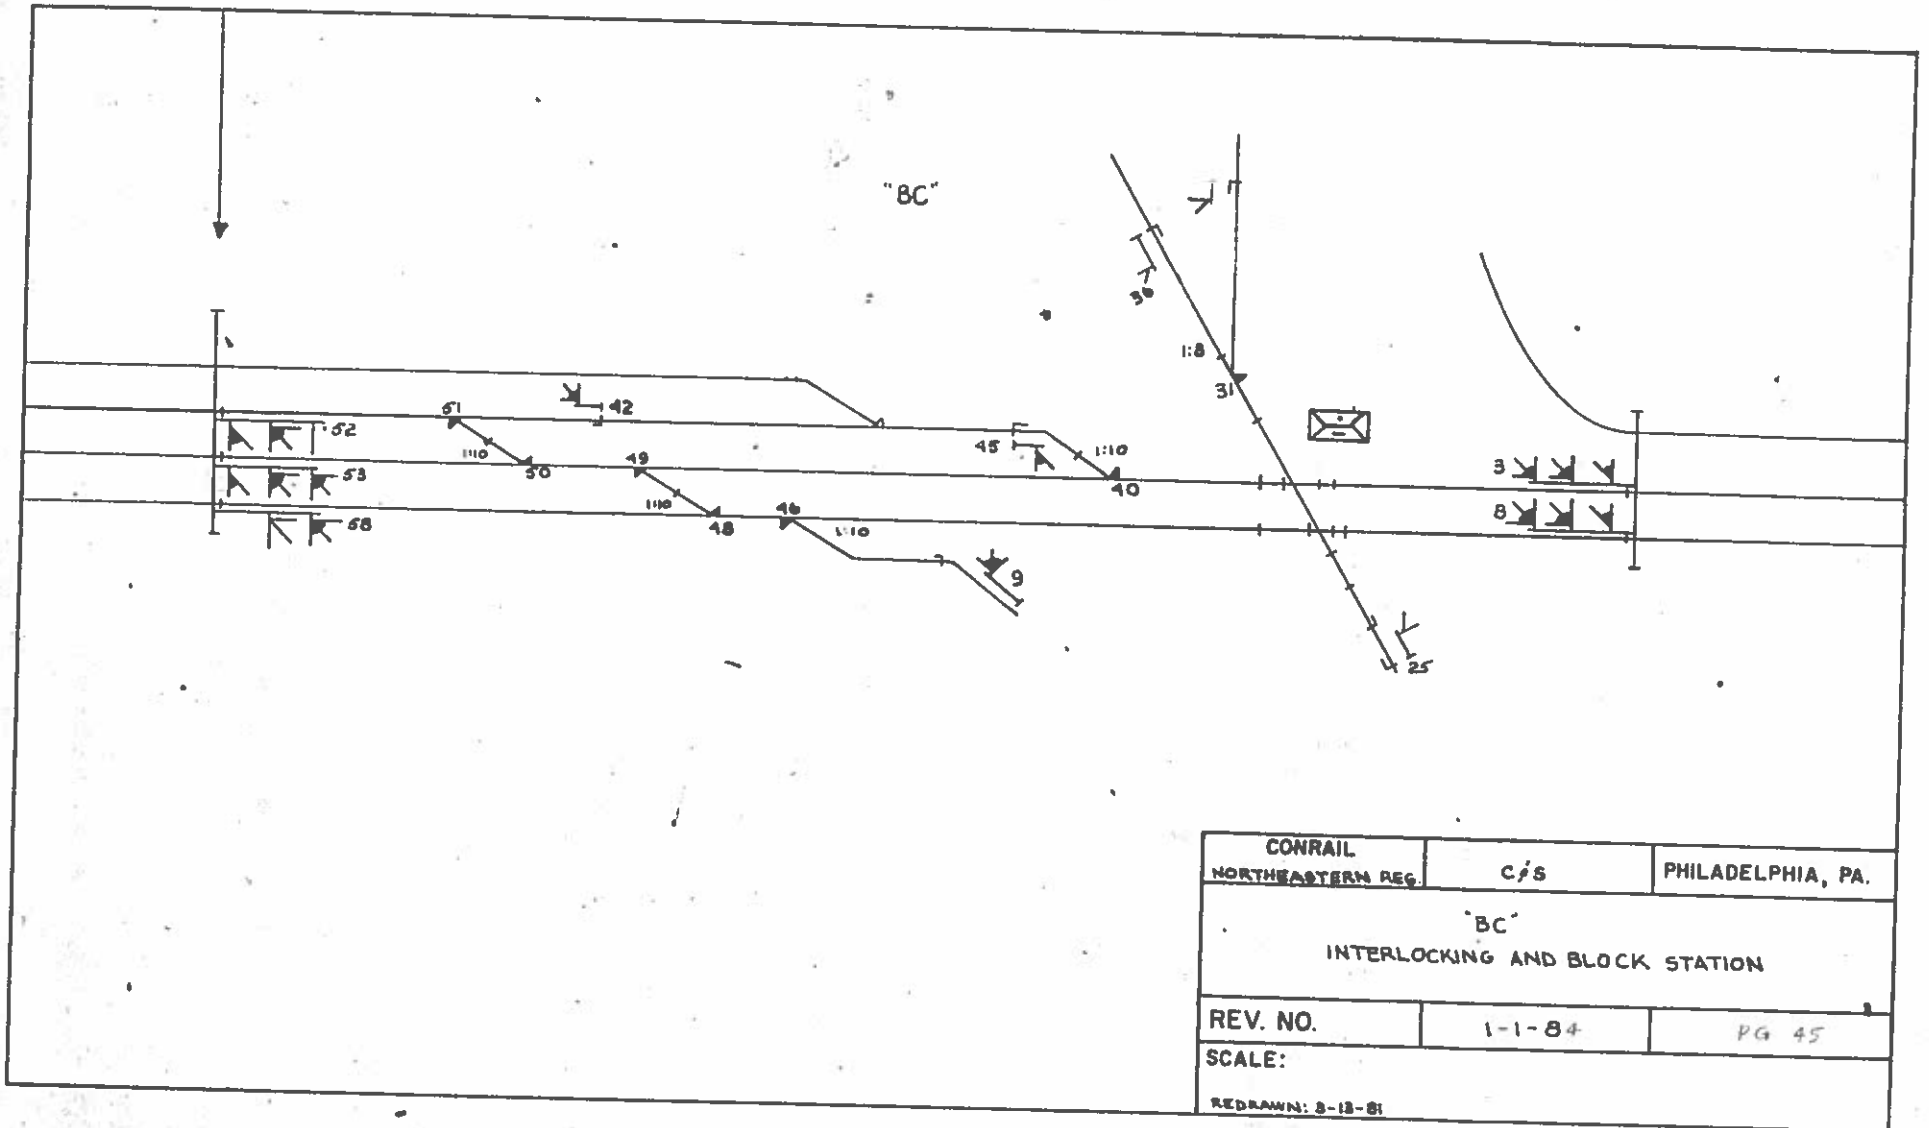 "BC"
36
1:8
31
51
42
52
1:10
50
49
45
1:10
40
3
53
1:10
48
46
1:10
8
58
9
25
CONRAIL
NORTHEASTERN REG.
C&S
PHILADELPHIA, PA.
"BC"
INTERLOCKING AND BLOCK STATION
REV. NO.
1-1-84
PG 45
SCALE:
REDRAWN: 3-13-81